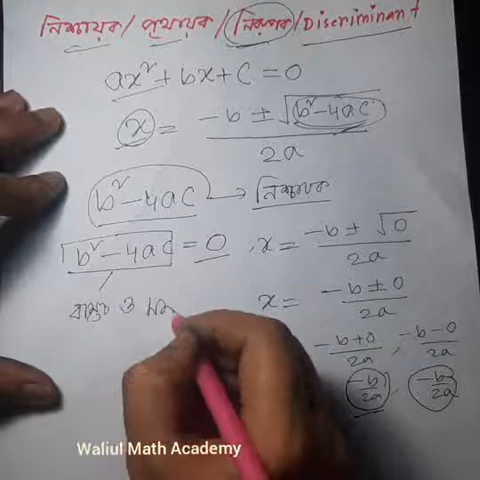 নিশ্চায়ক/ পৃথায়ক / নিরূপক / Discriminant
ax² + bx + c = 0
x = (-b ± √(b² - 4ac)) / 2a
b² - 4ac → নিশ্চায়ক
b² - 4ac = 0, x = (-b ± √0) / 2a
বাস্তব ও
x = (-b ± 0) / 2a
(-b + 0) / 2a, (-b - 0) / 2a
-b / 2a, -b / 2a
Waliul Math Academy